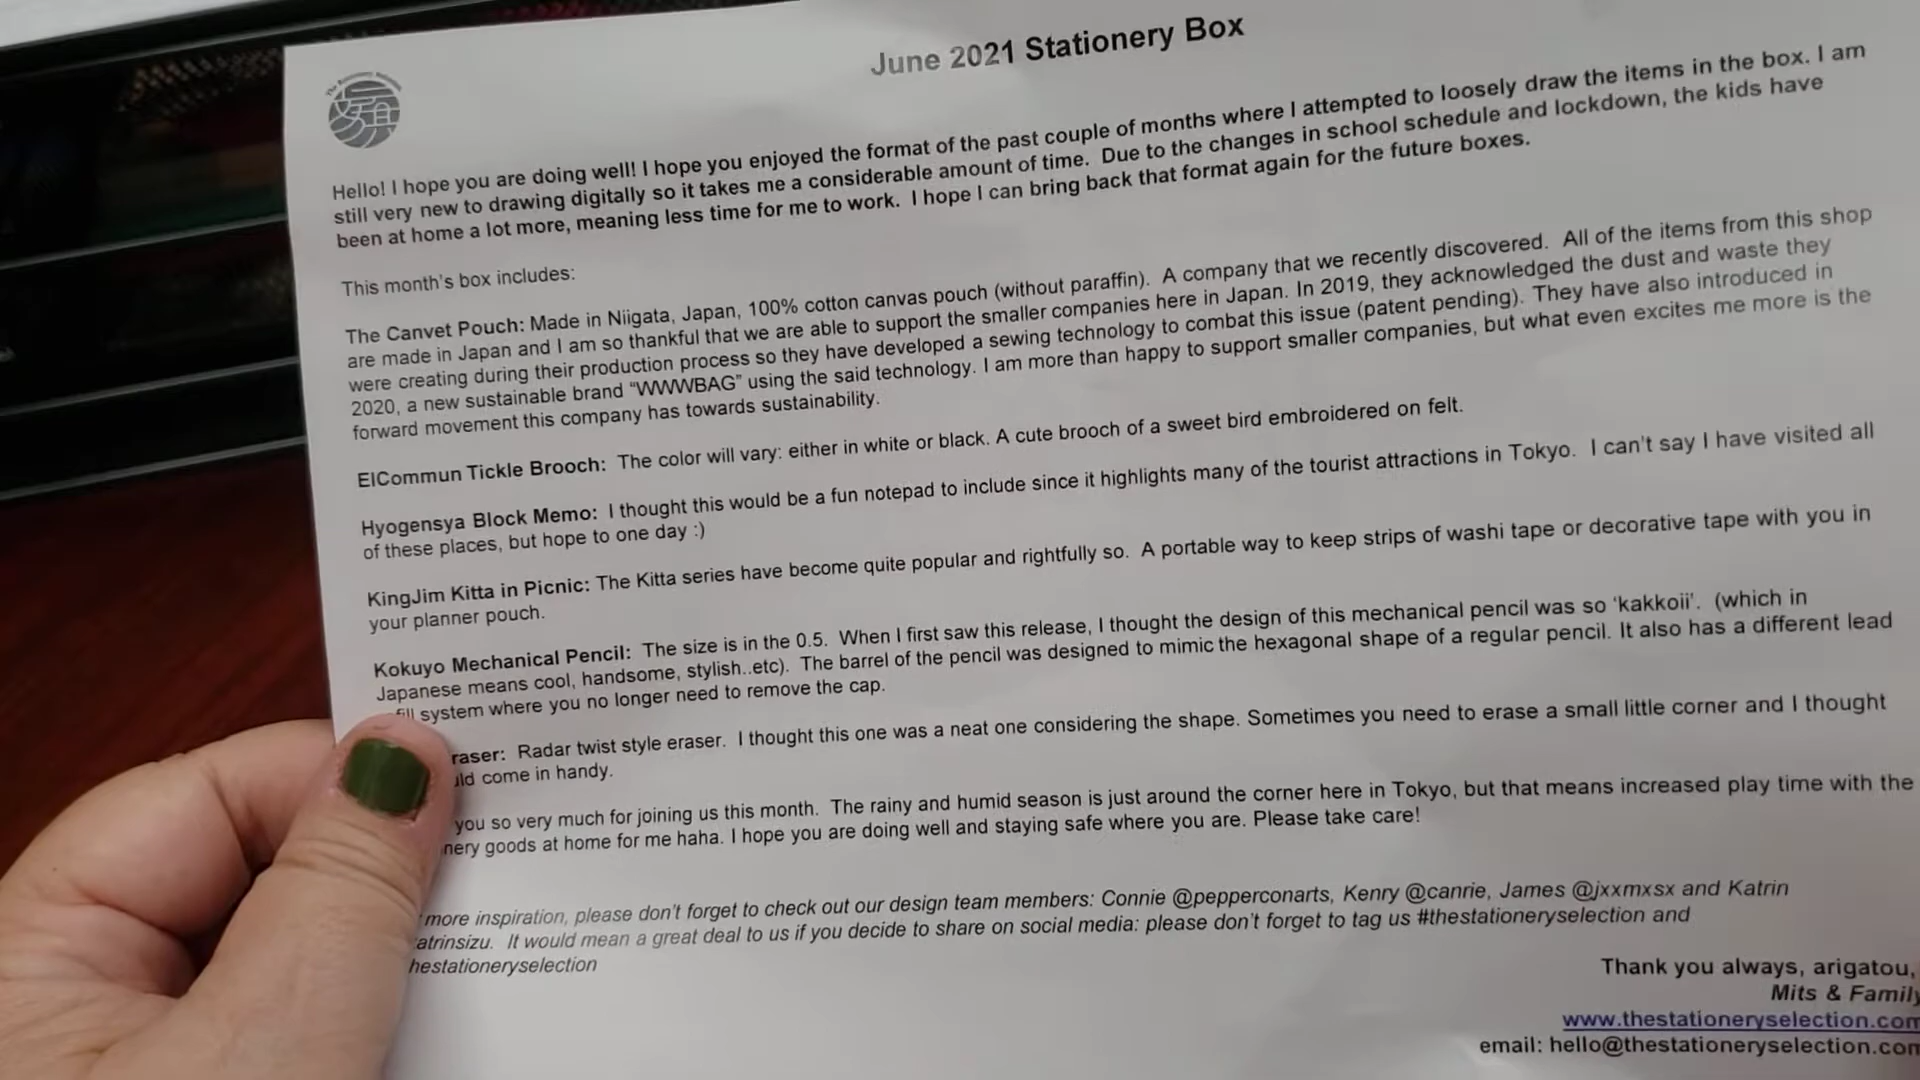 June 2021 Stationery Box
Hello! I hope you are doing well! I hope you enjoyed the format of the past couple of months where I attempted to loosely draw the items in the box. I am
still very new to drawing digitally so it takes me a considerable amount of time. Due to the changes in school schedule and lockdown, the kids have
been at home a lot more, meaning less time for me to work. I hope I can bring back that format again for the future boxes.
This month's box includes:
The Canvet Pouch: Made in Niigata, Japan, 100% cotton canvas pouch (without paraffin). A company that we recently discovered. All of the items from this shop
are made in Japan and I am so thankful that we are able to support the smaller companies here in Japan. In 2019, they acknowledged the dust and waste they
were creating during their production process so they have developed a sewing technology to combat this issue (patent pending). They have also introduced in
2020, a new sustainable brand “WWWBAG” using the said technology. I am more than happy to support smaller companies, but what even excites me more is the
forward movement this company has towards sustainability.
ElCommun Tickle Brooch: The color will vary: either in white or black. A cute brooch of a sweet bird embroidered on felt.
Hyogensya Block Memo: I thought this would be a fun notepad to include since it highlights many of the tourist attractions in Tokyo. I can't say I have visited all
of these places, but hope to one day :)
KingJim Kitta in Picnic: The Kitta series have become quite popular and rightfully so. A portable way to keep strips of washi tape or decorative tape with you in
your planner pouch.
Kokuyo Mechanical Pencil: The size is in the 0.5. When I first saw this release, I thought the design of this mechanical pencil was so ‘kakkoii’. (which in
Japanese means cool, handsome, stylish..etc). The barrel of the pencil was designed to mimic the hexagonal shape of a regular pencil. It also has a different lead
fill system where you no longer need to remove the cap.
raser: Radar twist style eraser. I thought this one was a neat one considering the shape. Sometimes you need to erase a small little corner and I thought
uld come in handy.
you so very much for joining us this month. The rainy and humid season is just around the corner here in Tokyo, but that means increased play time with the
nery goods at home for me haha. I hope you are doing well and staying safe where you are. Please take care!
more inspiration, please don't forget to check out our design team members: Connie @pepperconarts, Kenry @canrie, James @jxxmxsx and Katrin
atrinsizu. It would mean a great deal to us if you decide to share on social media: please don't forget to tag us #thestationeryselection and
hestationeryselection
Thank you always, arigatou,
Mits & Family
www.thestationeryselection.com
email: hello@thestationeryselection.com